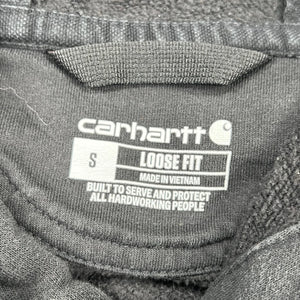 carhartt
S LOOSE FIT
MADE IN VIETNAM
BUILT TO SERVE AND PROTECT
ALL HARDWORKING PEOPLE